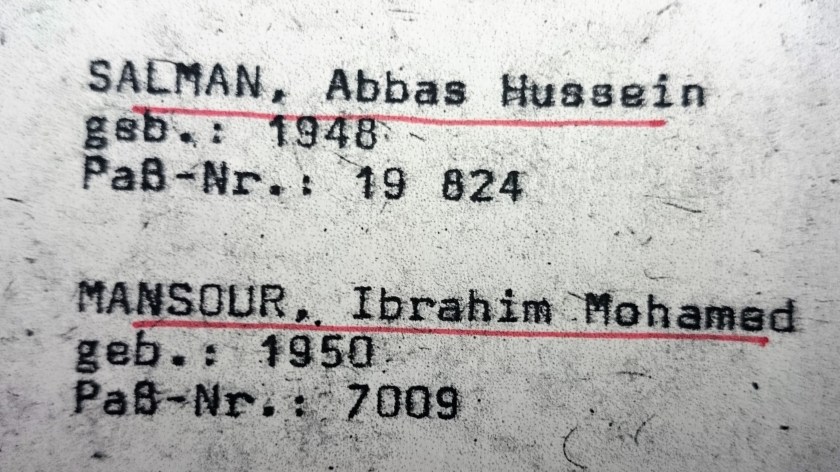 SALMAN, Abbas Hussein
geb.: 1948
Paß-Nr.: 19 824
MANSOUR, Ibrahim Mohamed
geb.: 1950
Paß-Nr.: 7009